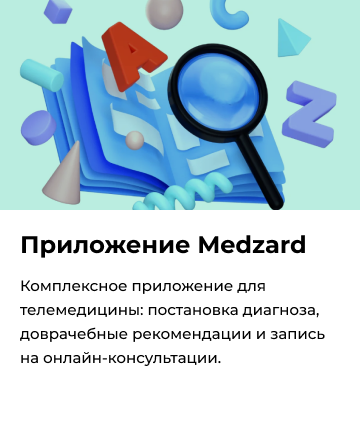 A
C
Z
Приложение Medzard
Комплексное приложение для
телемедицины: постановка диагноза,
доврачебные рекомендации и запись
на онлайн-консультации.